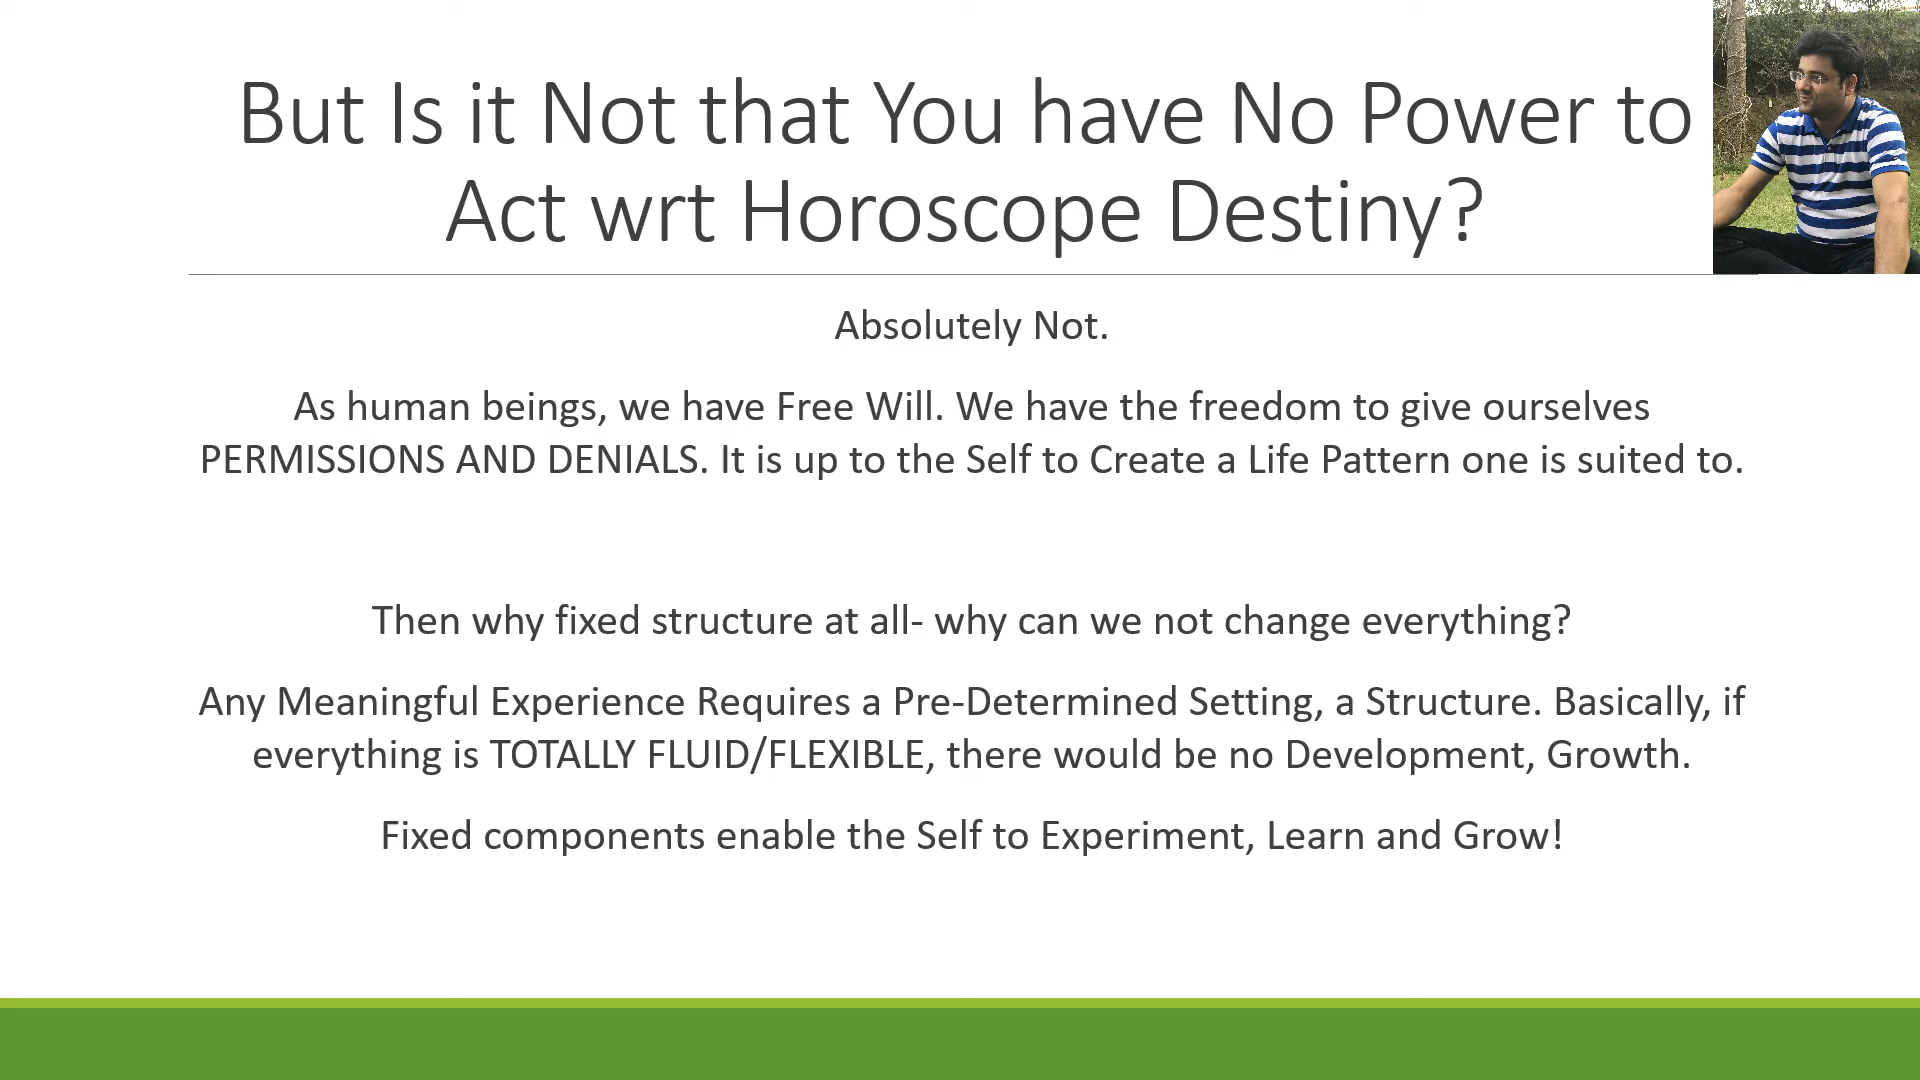 But Is it Not that You have No Power to
Act wrt Horoscope Destiny?
Absolutely Not.
As human beings, we have Free Will. We have the freedom to give ourselves
PERMISSIONS AND DENIALS. It is up to the Self to Create a Life Pattern one is suited to.
Then why fixed structure at all- why can we not change everything?
Any Meaningful Experience Requires a Pre-Determined Setting, a Structure. Basically, if
everything is TOTALLY FLUID/FLEXIBLE, there would be no Development, Growth.
Fixed components enable the Self to Experiment, Learn and Grow!